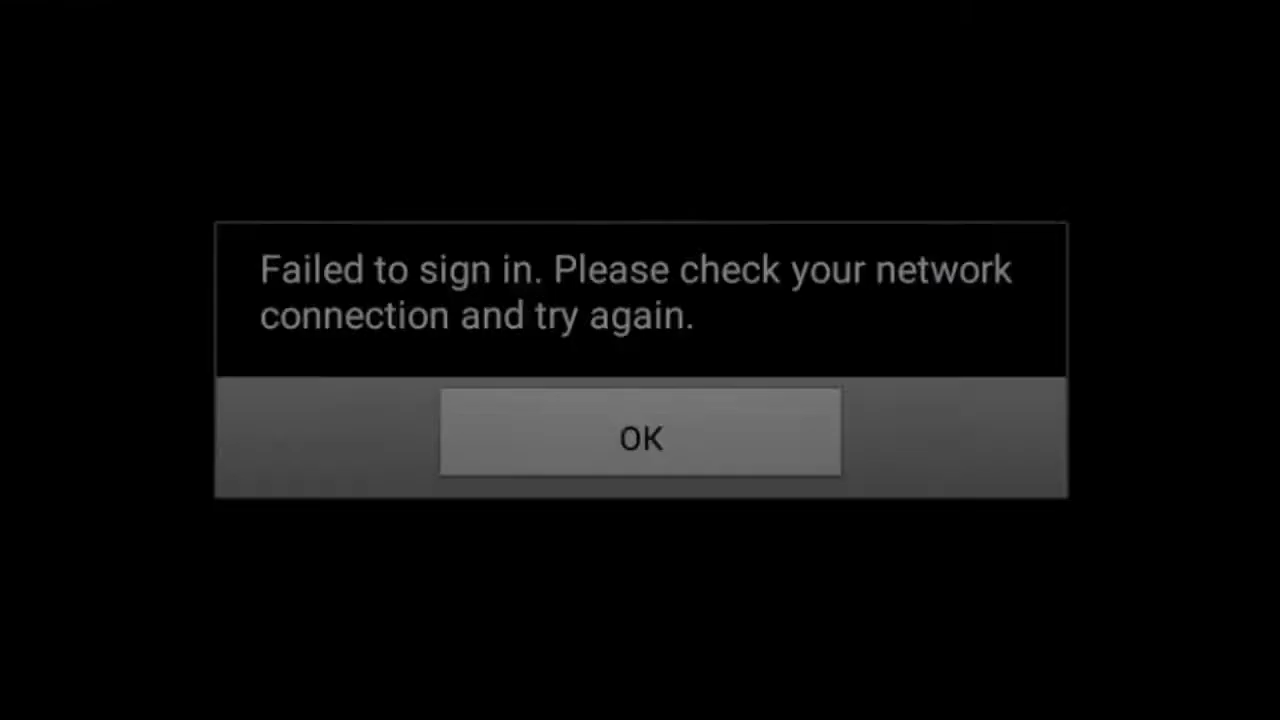 Failed to sign in. Please check your network
connection and try again.
OK